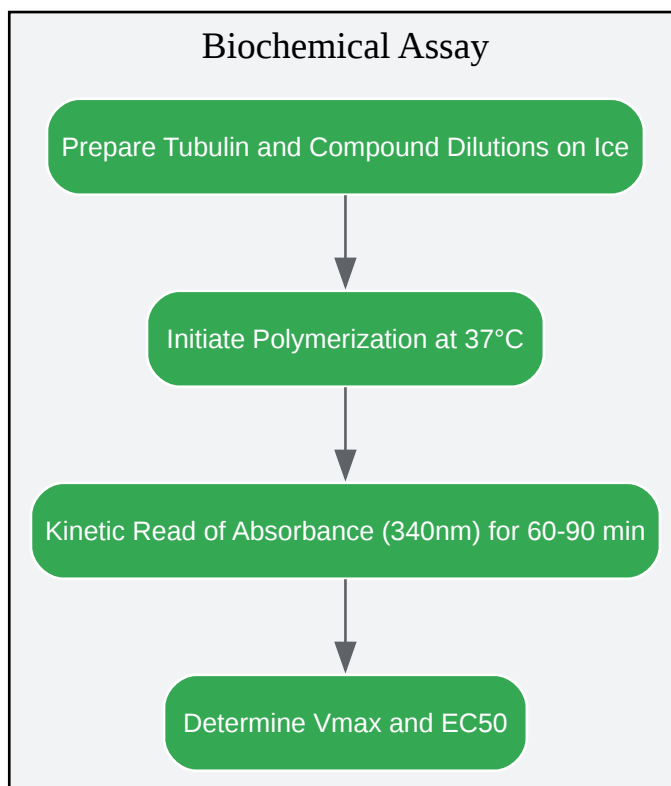 Biochemical Assay
Prepare Tubulin and Compound Dilutions on Ice
Initiate Polymerization at 37°C
Kinetic Read of Absorbance (340nm) for 60-90 min
Determine Vmax and EC50